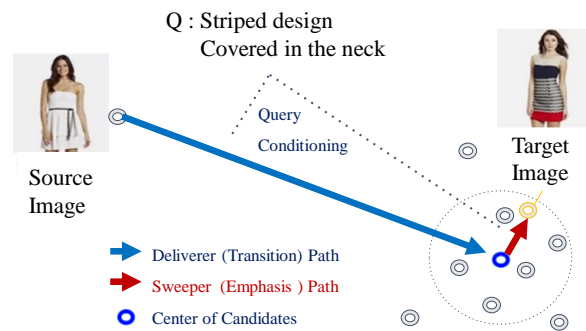 Q : Striped design
Covered in the neck
Query
Conditioning
Source
Image
Target
Image
Deliverer (Transition) Path
Sweeper (Emphasis ) Path
Center of Candidates